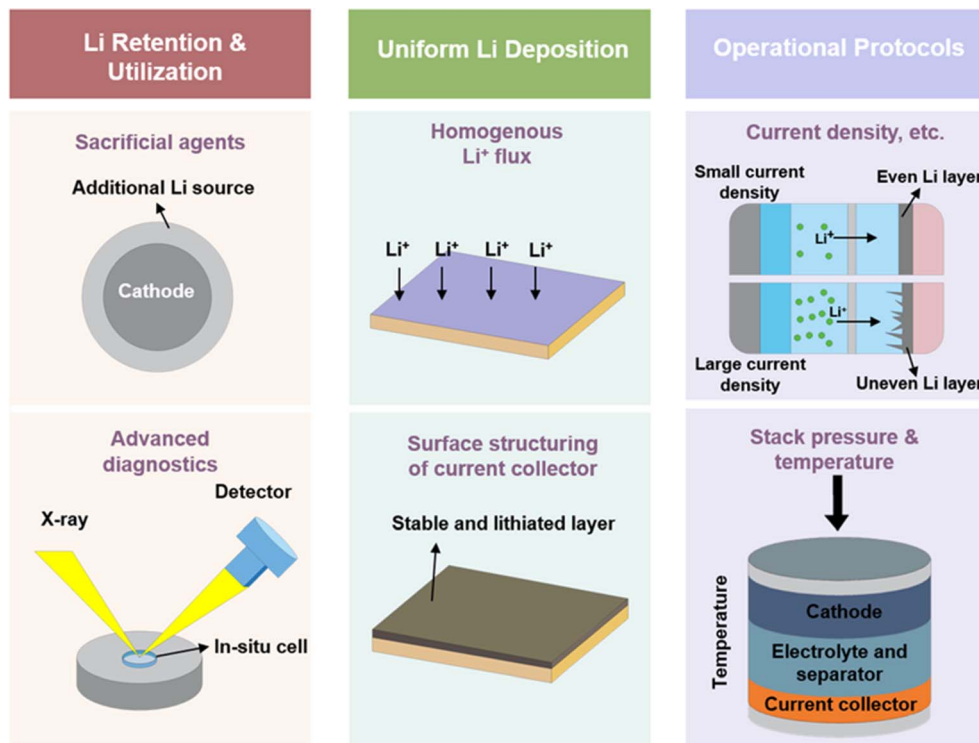 Li Retention &
Utilization
Sacrificial agents
Additional Li source
Cathode
Advanced
diagnostics
Detector
X-ray
In-situ cell
Uniform Li Deposition
Homogenous
Li⁺ flux
Li⁺ Li⁺ Li⁺ Li⁺
Surface structuring
of current collector
Stable and lithiated layer
Operational Protocols
Current density, etc.
Small current
density
Even Li layer
Li⁺
Li⁺
Large current
density
Uneven Li layer
Stack pressure &
temperature
Temperature
Cathode
Electrolyte and
separator
Current collector